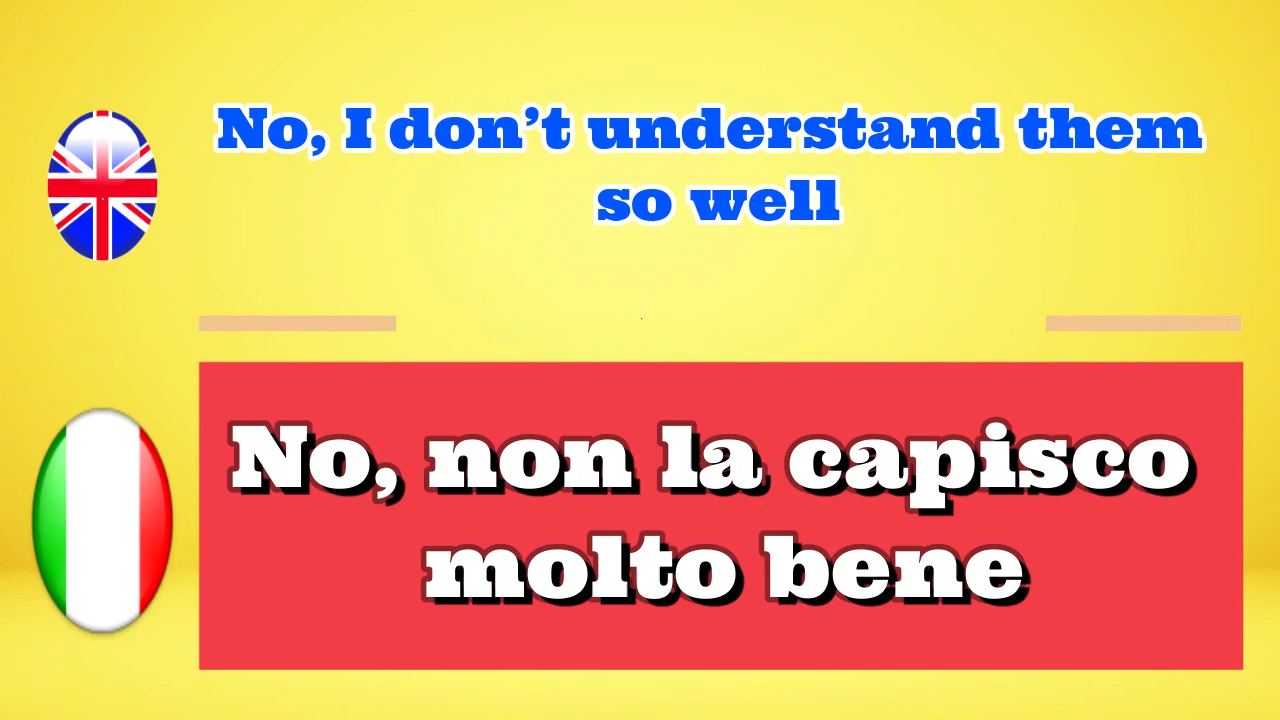 No, I don’t understand them
so well
No, non la capisco
molto bene